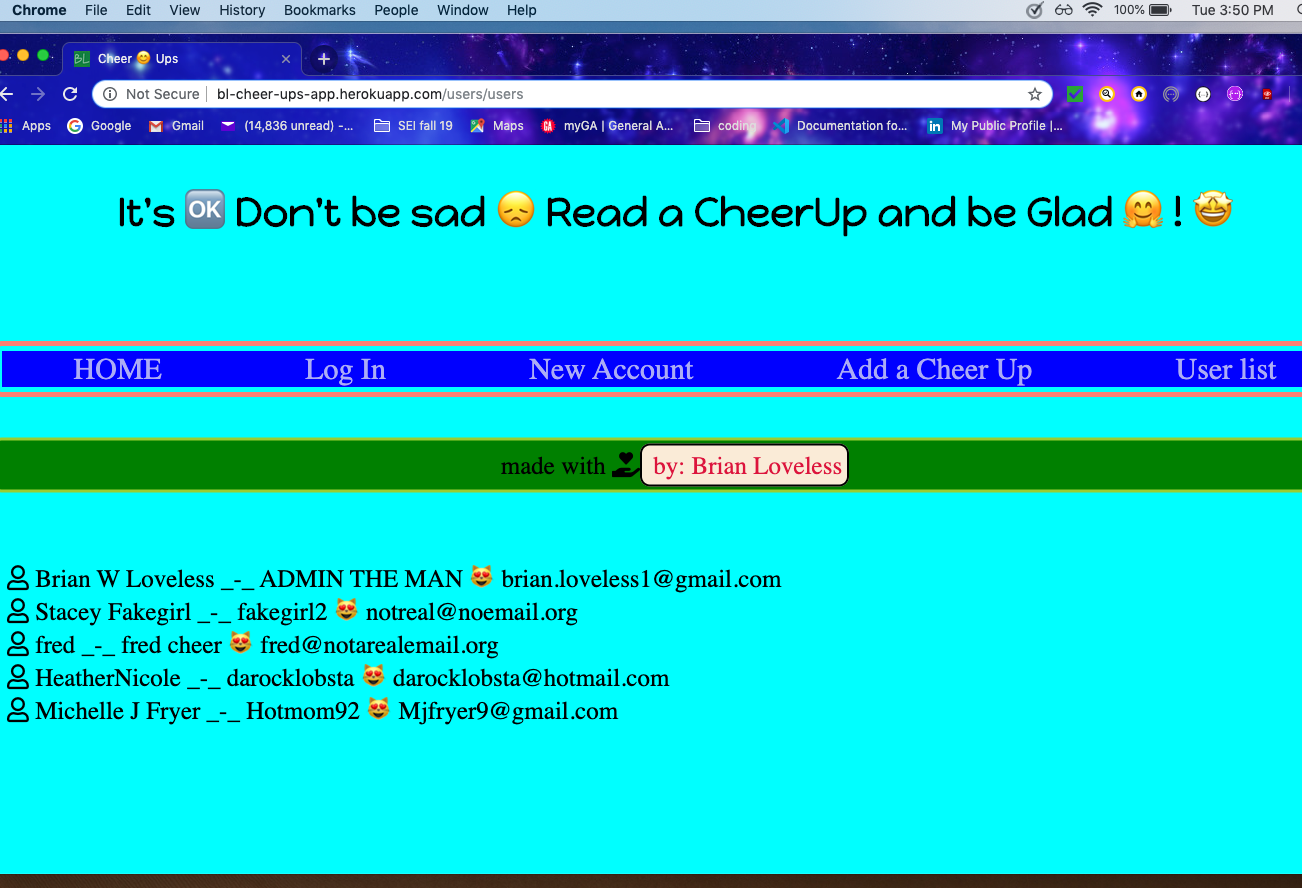 Chrome File Edit View History Bookmarks People Window Help 100% Tue 3:50 PM
BL Cheer 😊 Ups
Not Secure bl-cheer-ups-app.herokuapp.com/users/users
Apps Google Gmail (14,836 unread) -... SEI fall 19 Maps GA myGA | General A... coding Documentation fo... in My Public Profile |...
It's 🆗 Don't be sad 😞 Read a CheerUp and be Glad 🤗 ! 🤩
HOME Log In New Account Add a Cheer Up User list
made with by: Brian Loveless
Brian W Loveless _-_ ADMIN THE MAN 😻 brian.loveless1@gmail.com
Stacey Fakegirl _-_ fakegirl2 😻 notreal@noemail.org
fred _-_ fred cheer 😻 fred@notarealemail.org
HeatherNicole _-_ darocklobsta 😻 darocklobsta@hotmail.com
Michelle J Fryer _-_ Hotmom92 😻 Mjfryer9@gmail.com